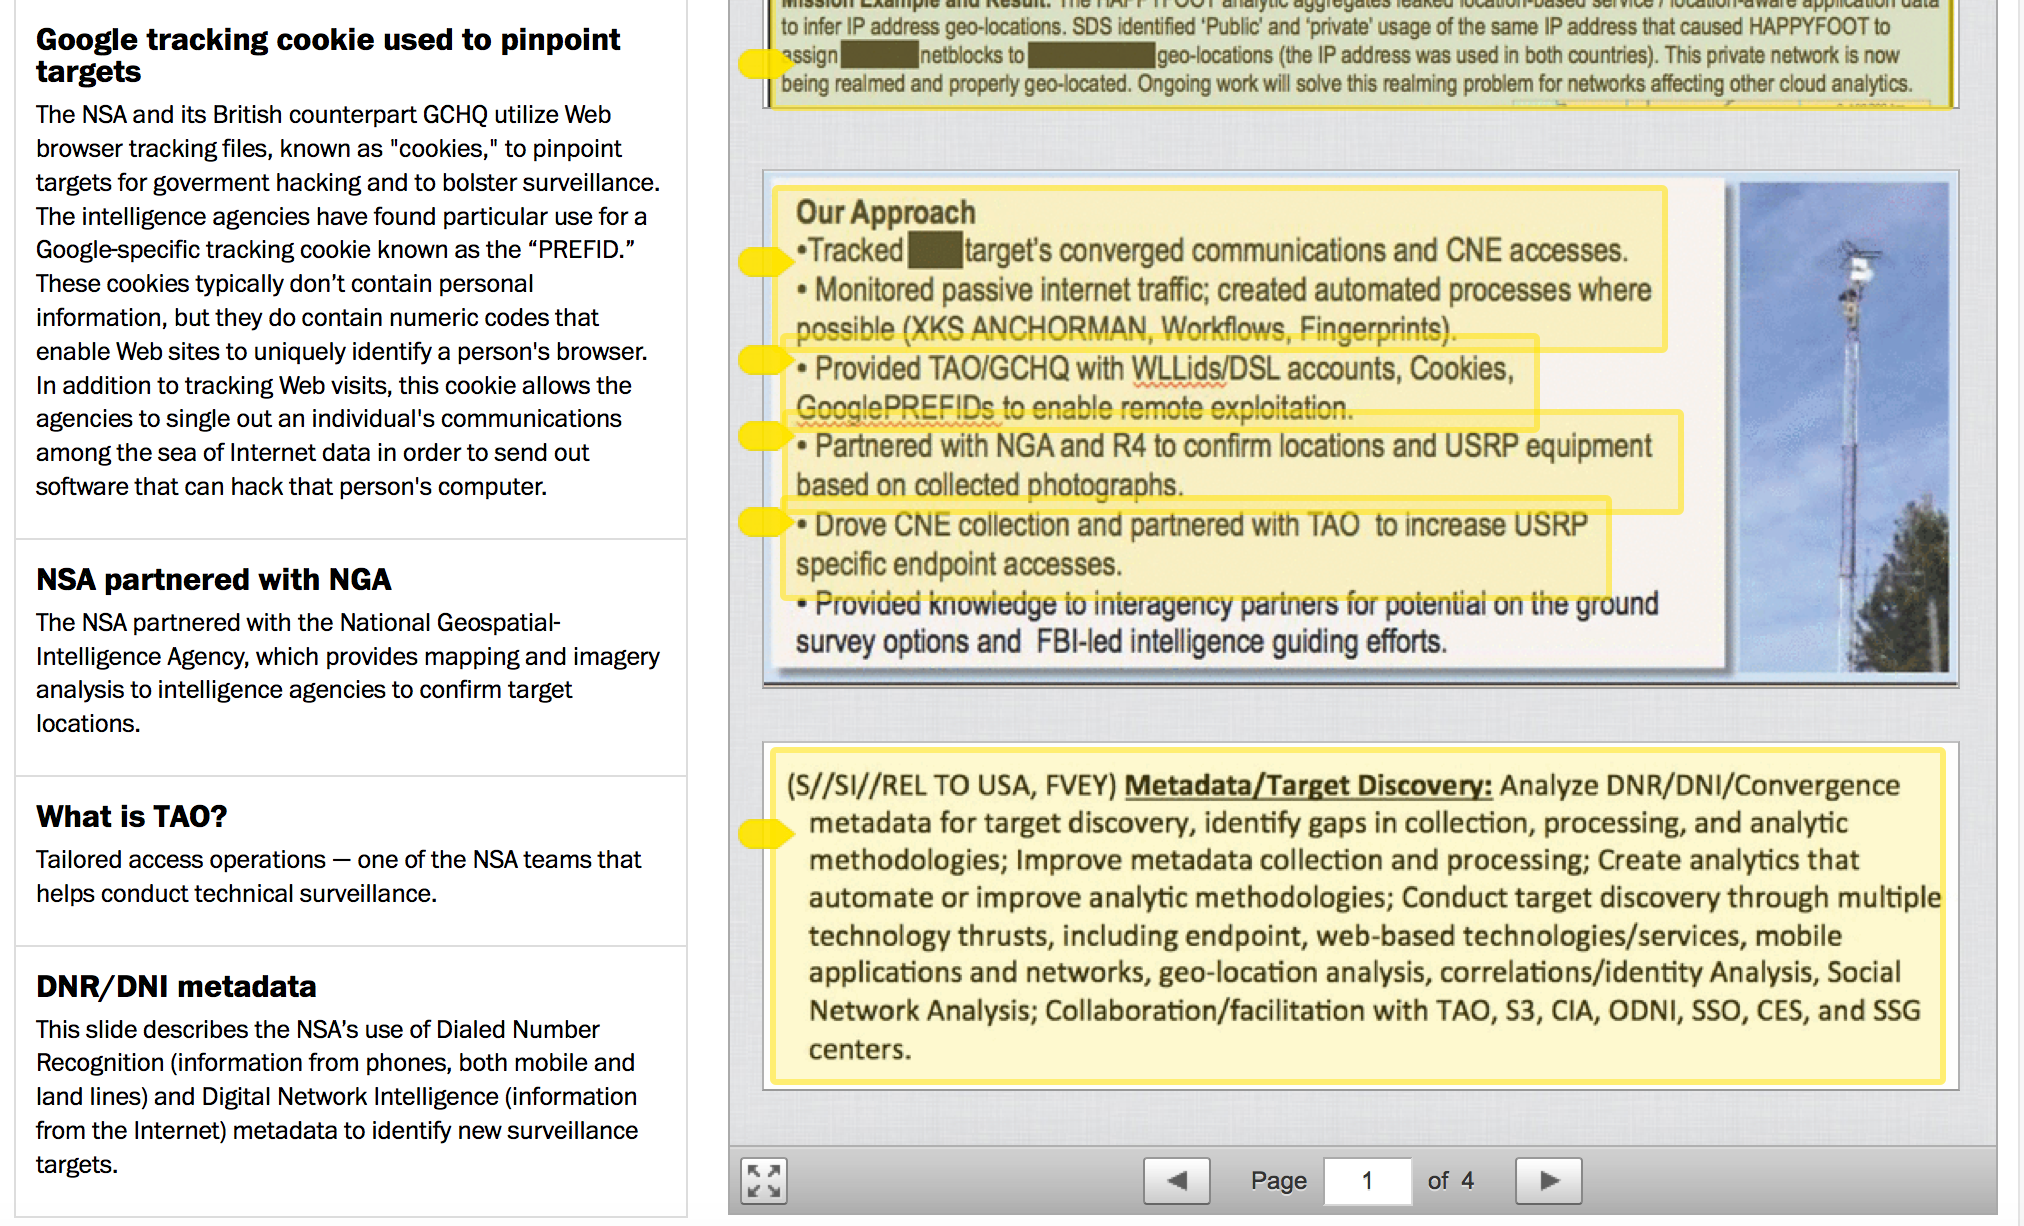 Google tracking cookie used to pinpoint
targets
The NSA and its British counterpart GCHQ utilize Web
browser tracking files, known as "cookies," to pinpoint
targets for goverment hacking and to bolster surveillance.
The intelligence agencies have found particular use for a
Google-specific tracking cookie known as the “PREFID.”
These cookies typically don’t contain personal
information, but they do contain numeric codes that
enable Web sites to uniquely identify a person's browser.
In addition to tracking Web visits, this cookie allows the
agencies to single out an individual's communications
among the sea of Internet data in order to send out
software that can hack that person's computer.
NSA partnered with NGA
The NSA partnered with the National Geospatial-
Intelligence Agency, which provides mapping and imagery
analysis to intelligence agencies to confirm target
locations.
What is TAO?
Tailored access operations — one of the NSA teams that
helps conduct technical surveillance.
DNR/DNI metadata
This slide describes the NSA’s use of Dialed Number
Recognition (information from phones, both mobile and
land lines) and Digital Network Intelligence (information
from the Internet) metadata to identify new surveillance
targets.
Mission Example and Result: The HAPPYFOOT analytic aggregates leaked location-based service / location-aware application data
to infer IP address geo-locations. SDS identified 'Public' and 'private' usage of the same IP address that caused HAPPYFOOT to
assign netblocks to geo-locations (the IP address was used in both countries). This private network is now
being realmed and properly geo-located. Ongoing work will solve this realming problem for networks affecting other cloud analytics.
Our Approach
•Tracked target's converged communications and CNE accesses.
• Monitored passive internet traffic; created automated processes where
possible (XKS ANCHORMAN, Workflows, Fingerprints).
• Provided TAO/GCHQ with WLLids/DSL accounts, Cookies,
GooglePREFIDs to enable remote exploitation.
• Partnered with NGA and R4 to confirm locations and USRP equipment
based on collected photographs.
• Drove CNE collection and partnered with TAO to increase USRP
specific endpoint accesses.
• Provided knowledge to interagency partners for potential on the ground
survey options and FBI-led intelligence guiding efforts.
(S//SI//REL TO USA, FVEY) Metadata/Target Discovery: Analyze DNR/DNI/Convergence
metadata for target discovery, identify gaps in collection, processing, and analytic
methodologies; Improve metadata collection and processing; Create analytics that
automate or improve analytic methodologies; Conduct target discovery through multiple
technology thrusts, including endpoint, web-based technologies/services, mobile
applications and networks, geo-location analysis, correlations/identity Analysis, Social
Network Analysis; Collaboration/facilitation with TAO, S3, CIA, ODNI, SSO, CES, and SSG
centers.
Page 1 of 4